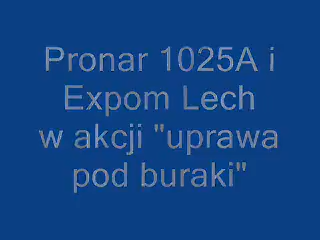 Pronar 1025A i
Expom Lech
w akcji "uprawa
pod buraki"